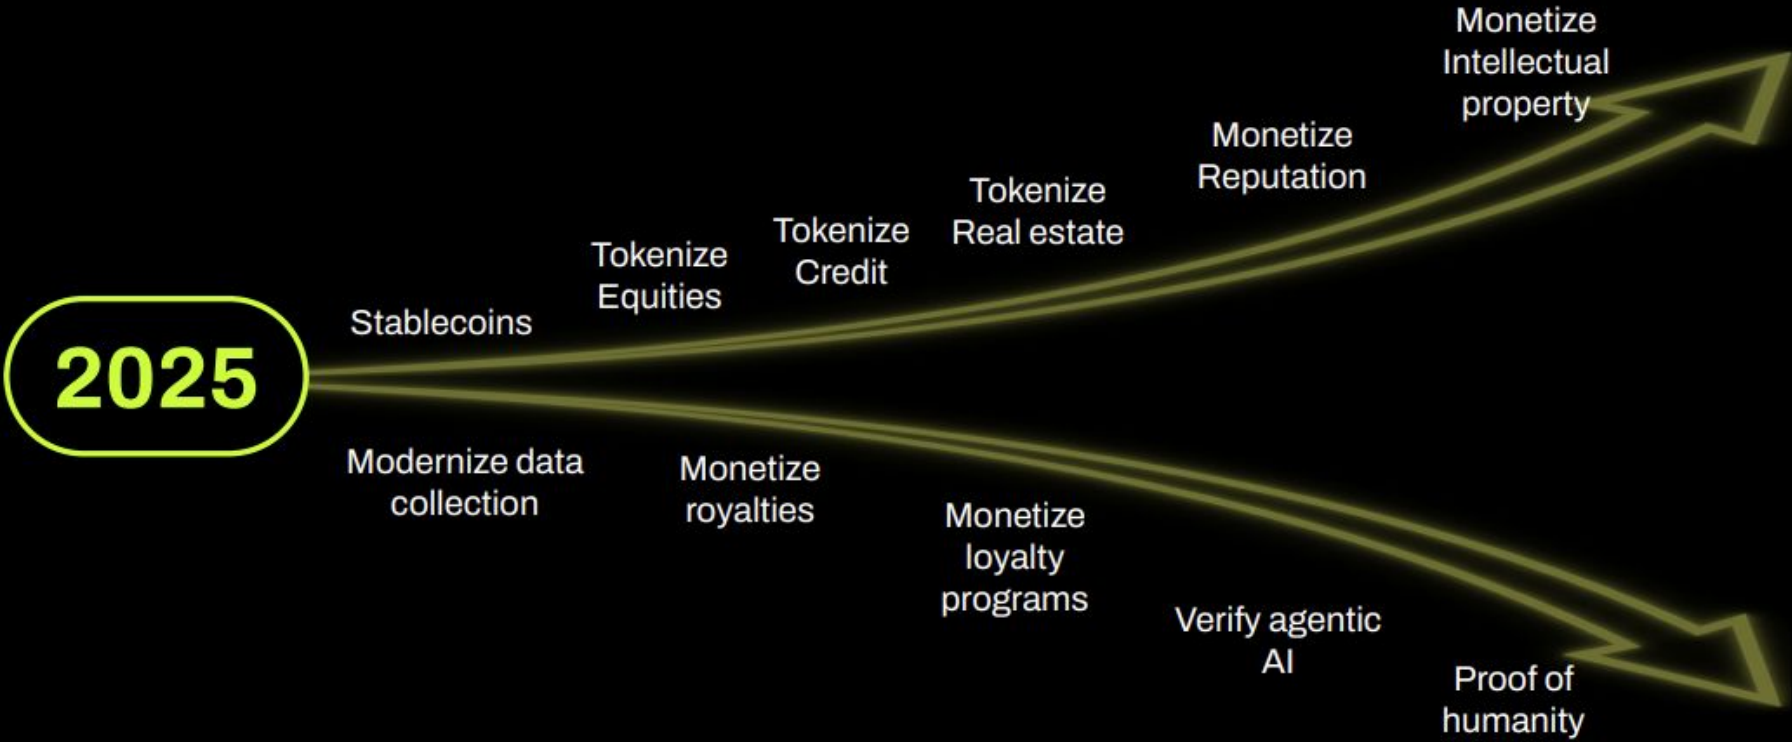 2025
Stablecoins
Tokenize
Equities
Tokenize
Credit
Tokenize
Real estate
Monetize
Reputation
Monetize
Intellectual
property
Modernize data
collection
Monetize
royalties
Monetize
loyalty
programs
Verify agentic
AI
Proof of
humanity